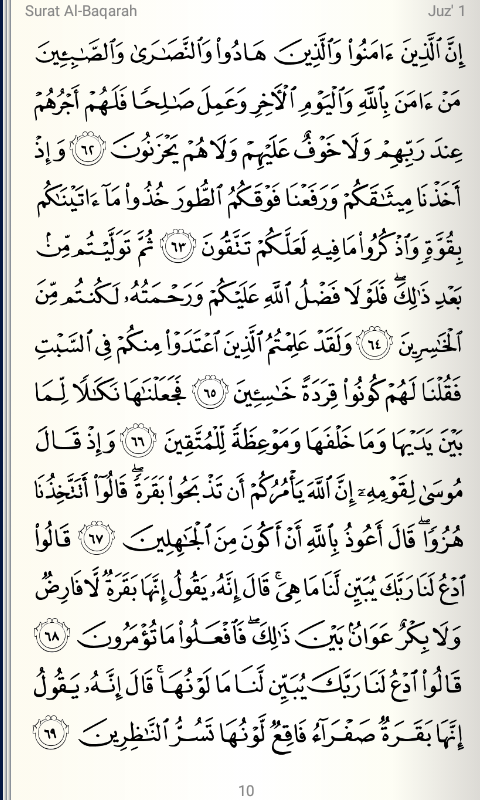 Surat Al-Baqarah Juz' 1
إِنَّ ٱلَّذِينَ ءَامَنُوا۟ وَٱلَّذِينَ هَادُوا۟ وَٱلنَّصَـٰرَىٰ وَٱلصَّـٰبِـِٔينَ
مَنْ ءَامَنَ بِٱللَّهِ وَٱلْيَوْمِ ٱلْـَٔاخِرِ وَعَمِلَ صَـٰلِحًا فَلَهُمْ أَجْرُهُمْ
عِندَ رَبِّهِمْ وَلَا خَوْفٌ عَلَيْهِمْ وَلَا هُمْ يَحْزَنُونَ ٦٢ وَإِذْ
أَخَذْنَا مِيثَـٰقَكُمْ وَرَفَعْنَا فَوْقَكُمُ ٱلطُّورَ خُذُوا۟ مَآ ءَاتَيْنَـٰكُم
بِقُوَّةٍ وَٱذْكُرُوا۟ مَا فِيهِ لَعَلَّكُمْ تَتَّقُونَ ٦٣ ثُمَّ تَوَلَّيْتُم مِّنۢ
بَعْدِ ذَٰلِكَ ۖ فَلَوْلَا فَضْلُ ٱللَّهِ عَلَيْكُمْ وَرَحْمَتُهُۥ لَكُنتُم مِّنَ
ٱلْخَـٰسِرِينَ ٦٤ وَلَقَدْ عَلِمْتُمُ ٱلَّذِينَ ٱعْتَدَوْا۟ مِنكُمْ فِى ٱلسَّبْتِ
فَقُلْنَا لَهُمْ كُونُوا۟ قِرَدَةً خَـٰسِـِٔينَ ٦٥ فَجَعَلْنَـٰهَا نَكَـٰلًا لِّمَا
بَيْنَ يَدَيْهَا وَمَا خَلْفَهَا وَمَوْعِظَةً لِّلْمُتَّقِينَ ٦٦ وَإِذْ قَالَ
مُوسَىٰ لِقَوْمِهِۦٓ إِنَّ ٱللَّهَ يَأْمُرُكُمْ أَن تَذْبَحُوا۟ بَقَرَةً ۖ قَالُوٓا۟ أَتَتَّخِذُنَا
هُزُوًا ۖ قَالَ أَعُوذُ بِٱللَّهِ أَنْ أَكُونَ مِنَ ٱلْجَـٰهِلِينَ ٦٧ قَالُوا۟
ٱدْعُ لَنَا رَبَّكَ يُبَيِّن لَّنَا مَا هِىَ ۚ قَالَ إِنَّهُۥ يَقُولُ إِنَّهَا بَقَرَةٌ لَّا فَارِضٌ
وَلَا بِكْرٌ عَوَانٌۢ بَيْنَ ذَٰلِكَ ۖ فَٱفْعَلُوا۟ مَا تُؤْمَرُونَ ٦٨
قَالُوا۟ ٱدْعُ لَنَا رَبَّكَ يُبَيِّن لَّنَا مَا لَوْنُهَا ۚ قَالَ إِنَّهُۥ يَقُولُ
إِنَّهَا بَقَرَةٌ صَفْرَآءُ فَاقِعٌ لَّوْنُهَا تَسُرُّ ٱلنَّـٰظِرِينَ ٦٩
10